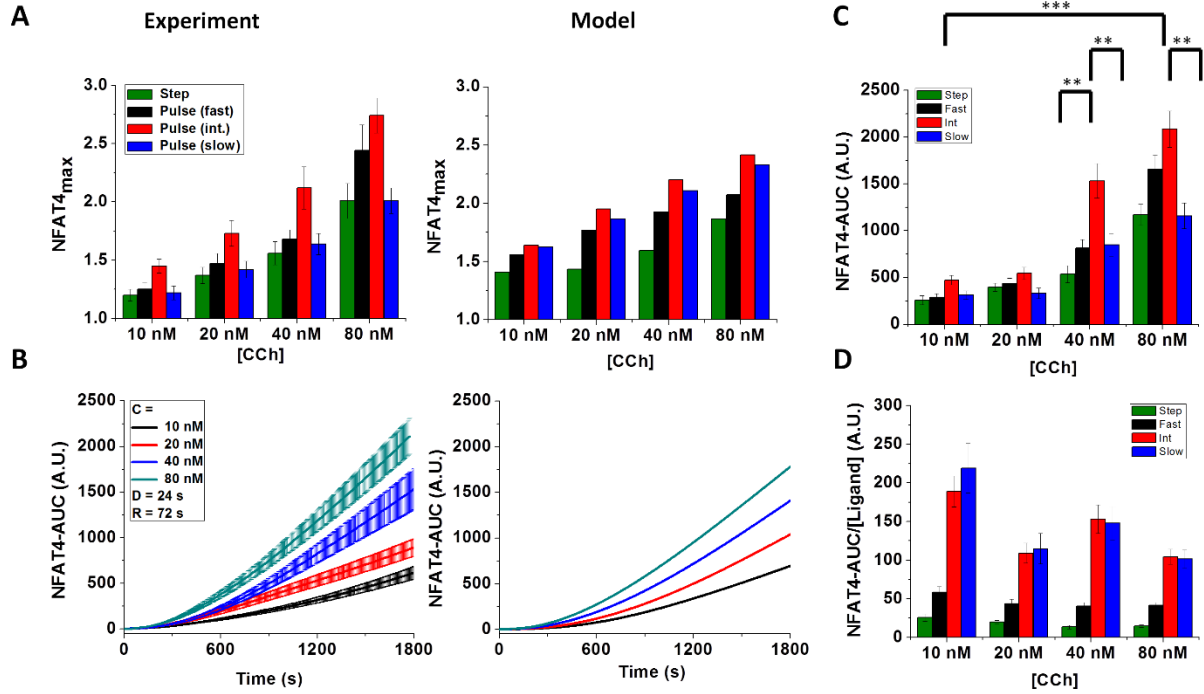 A
Experiment
Model
3.0
2.5
2.0
1.5
1.0
NFAT4max
Step
Pulse (fast)
Pulse (int.)
Pulse (slow)
10 nM 20 nM 40 nM 80 nM
[CCh]
3.0
2.5
2.0
1.5
1.0
NFAT4max
10 nM 20 nM 40 nM 80 nM
[CCh]
B
2500
2000
1500
1000
500
0
NFAT4-AUC (A.U.)
C =
10 nM
20 nM
40 nM
80 nM
D = 24 s
R = 72 s
0 600 1200 1800
Time (s)
2500
2000
1500
1000
500
0
NFAT4-AUC (A.U.)
0 600 1200 1800
Time (s)
C
***
**
**
**
2500
2000
1500
1000
500
0
NFAT4-AUC (A.U.)
Step
Fast
Int
Slow
10 nM 20 nM 40 nM 80 nM
[CCh]
D
300
250
200
150
100
50
0
NFAT4-AUC/[Ligand] (A.U.)
Step
Fast
Int
Slow
10 nM 20 nM 40 nM 80 nM
[CCh]